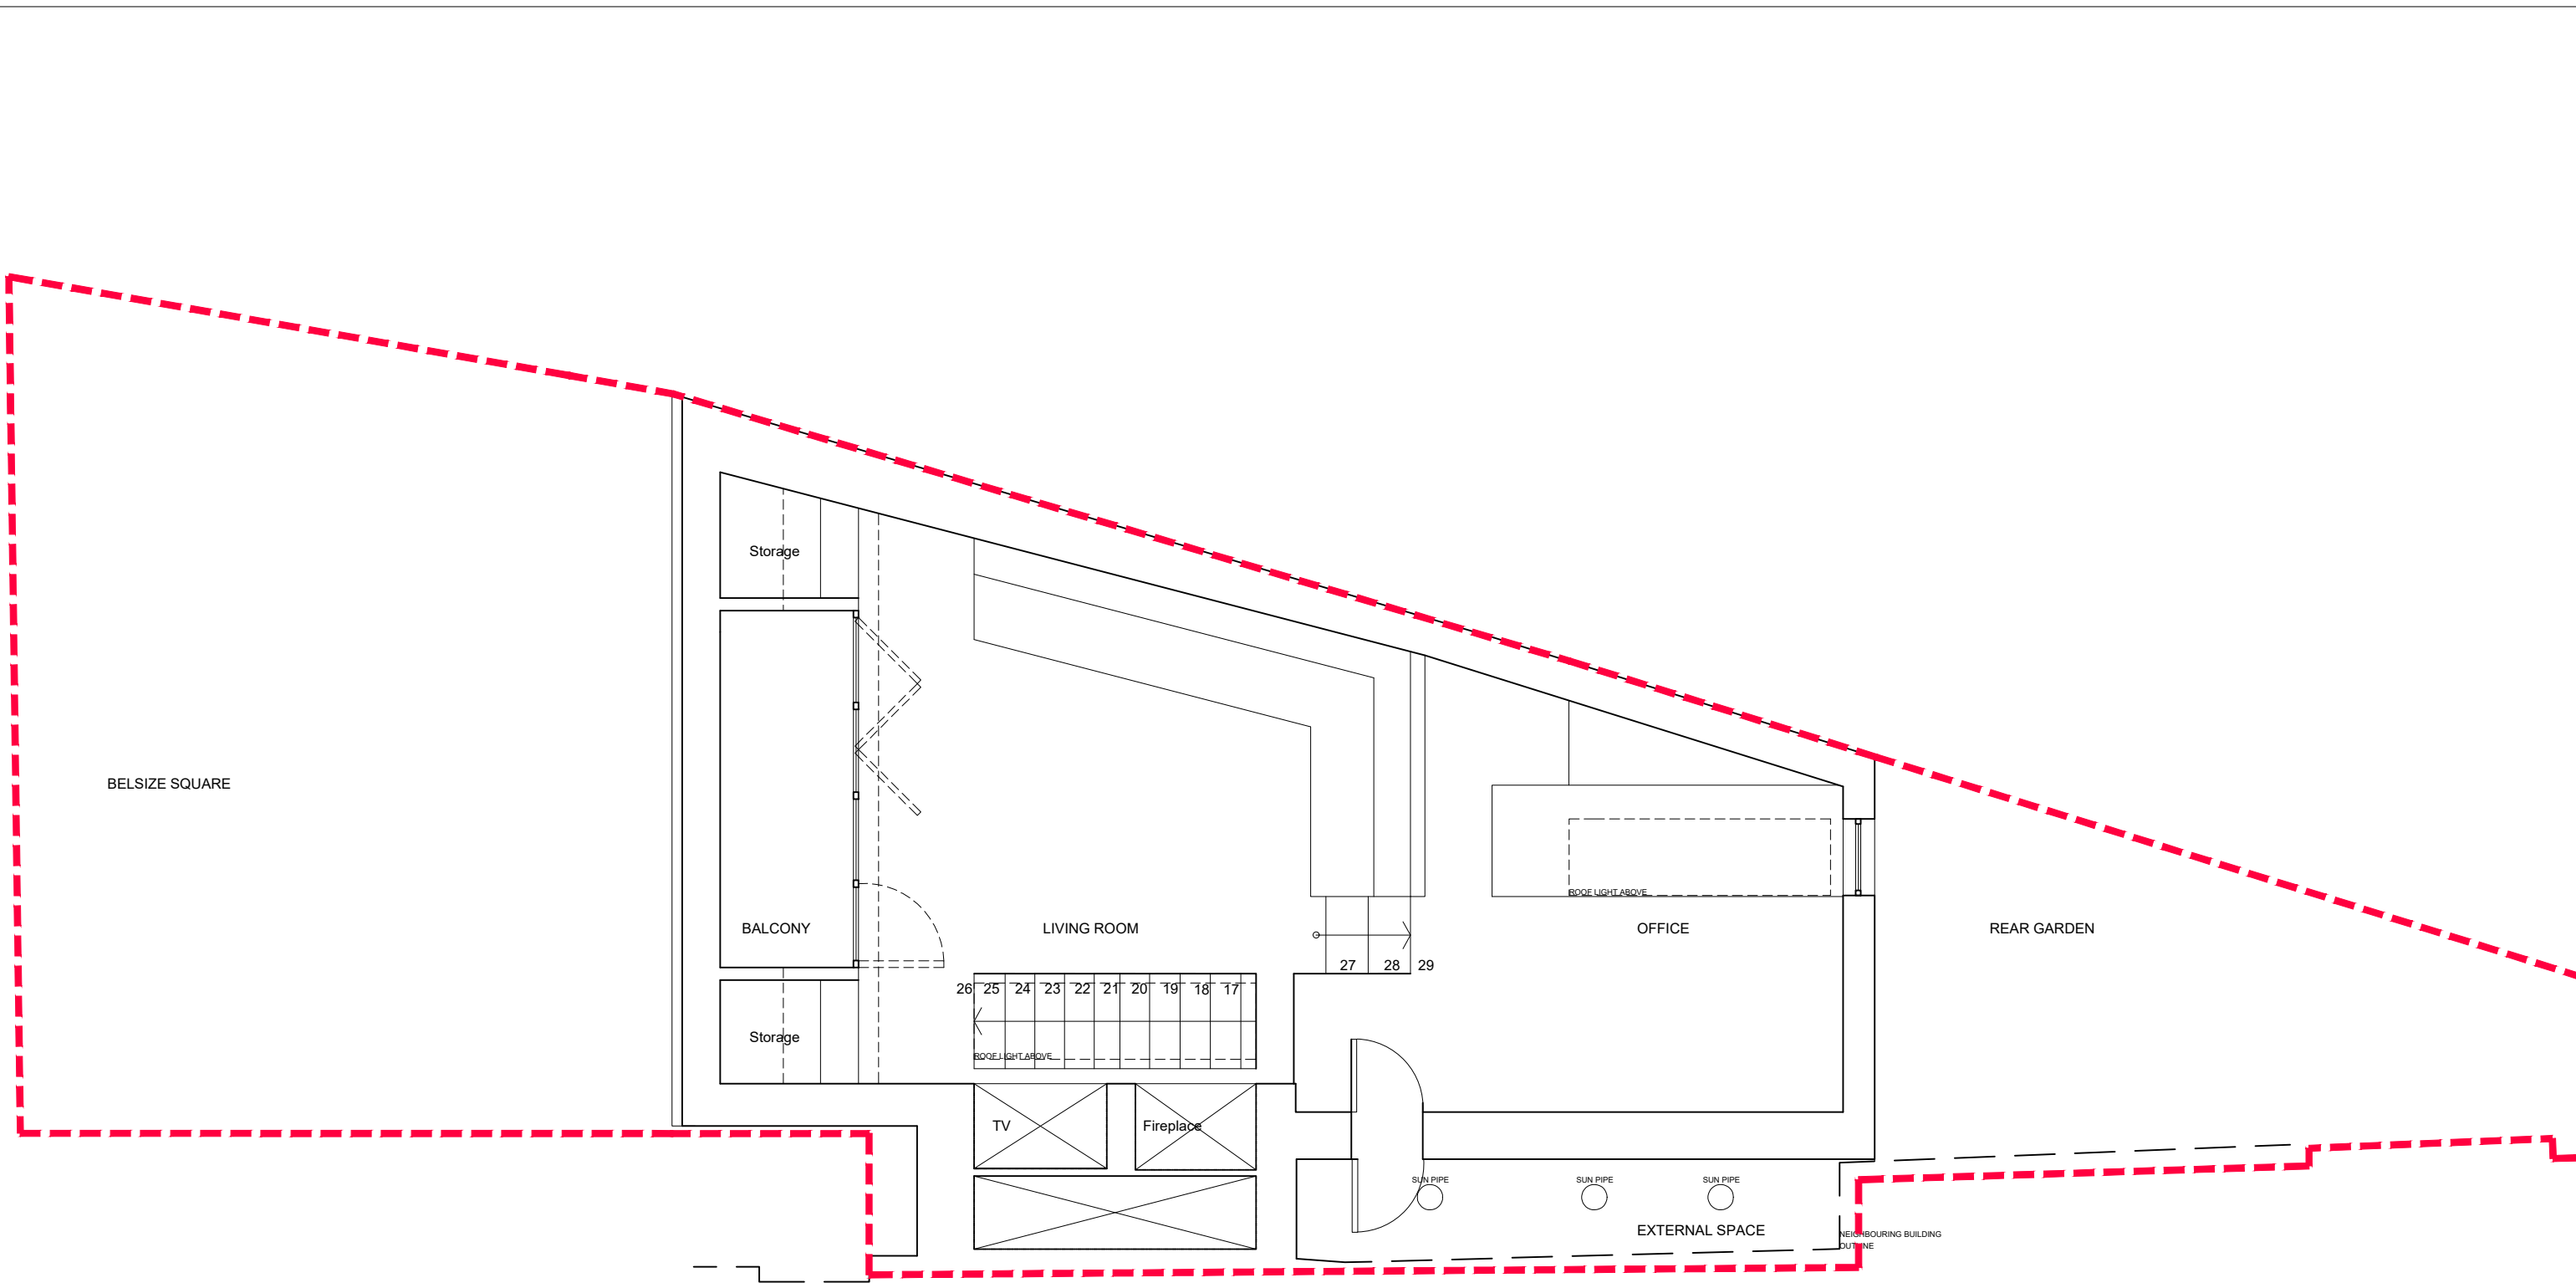 Storage
BELSIZE SQUARE
ROOF LIGHT ABOVE
BALCONY
LIVING ROOM
OFFICE
REAR GARDEN
27 28 29
26 25 24 23 22 21 20 19 18 17
Storage
ROOF LIGHT ABOVE
TV
Fireplace
SUN PIPE
SUN PIPE
SUN PIPE
EXTERNAL SPACE
NEIGHBOURING BUILDING
OUTLINE